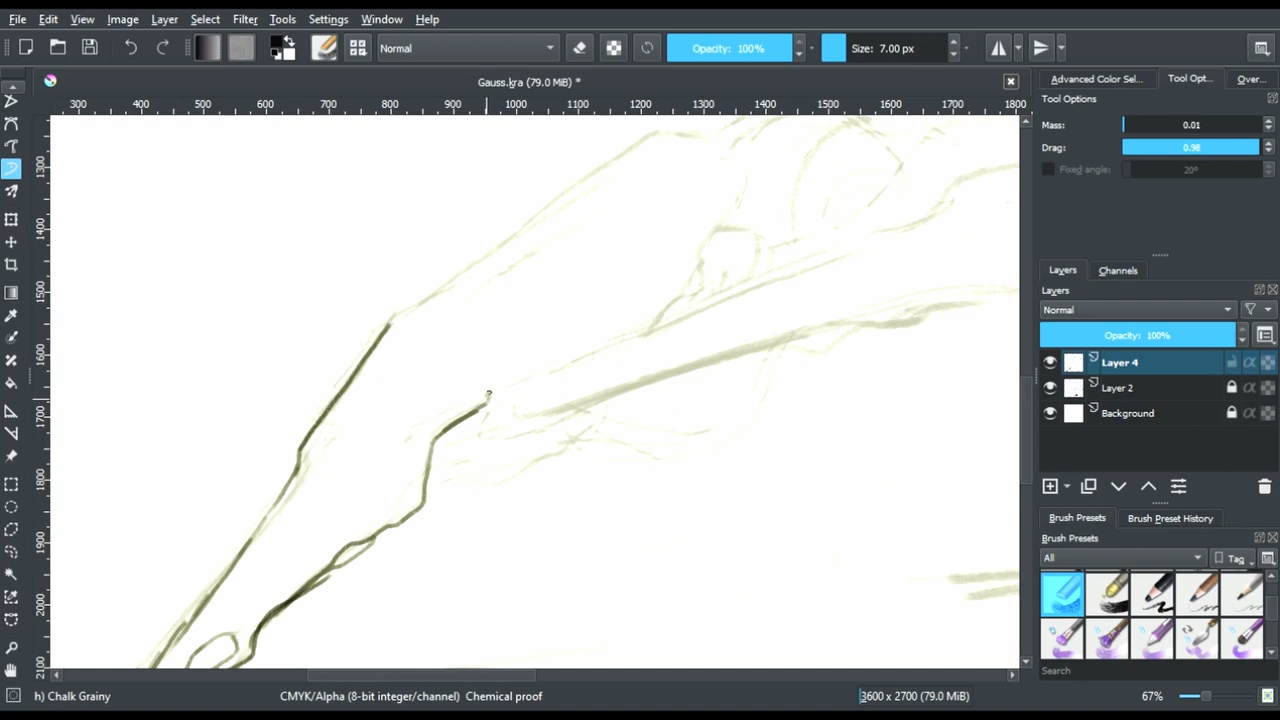 File Edit View Image Layer Select Filter Tools Settings Window Help
Normal Opacity: 100% Size: 7.00 px
Gauss.kra (79.0 MiB) *
Advanced Color Sel... Tool Opt... Over...
300 400 500 600 700 800 900 1000 1100 1200 1300 1400 1500 1600 1700 1800
1300
1400
1500
1600
1700
1800
1900
2000
2100
Tool Options
Mass: 0.01
Drag: 0.98
Fixed angle: 20°
Layers Channels
Layers
Normal
Opacity: 100%
Layer 4
Layer 2
Background
Brush Presets Brush Preset History
Brush Presets
All Tag
Search
h) Chalk Grainy CMYK/Alpha (8-bit integer/channel) Chemical proof 3600 x 2700 (79.0 MiB) 67%